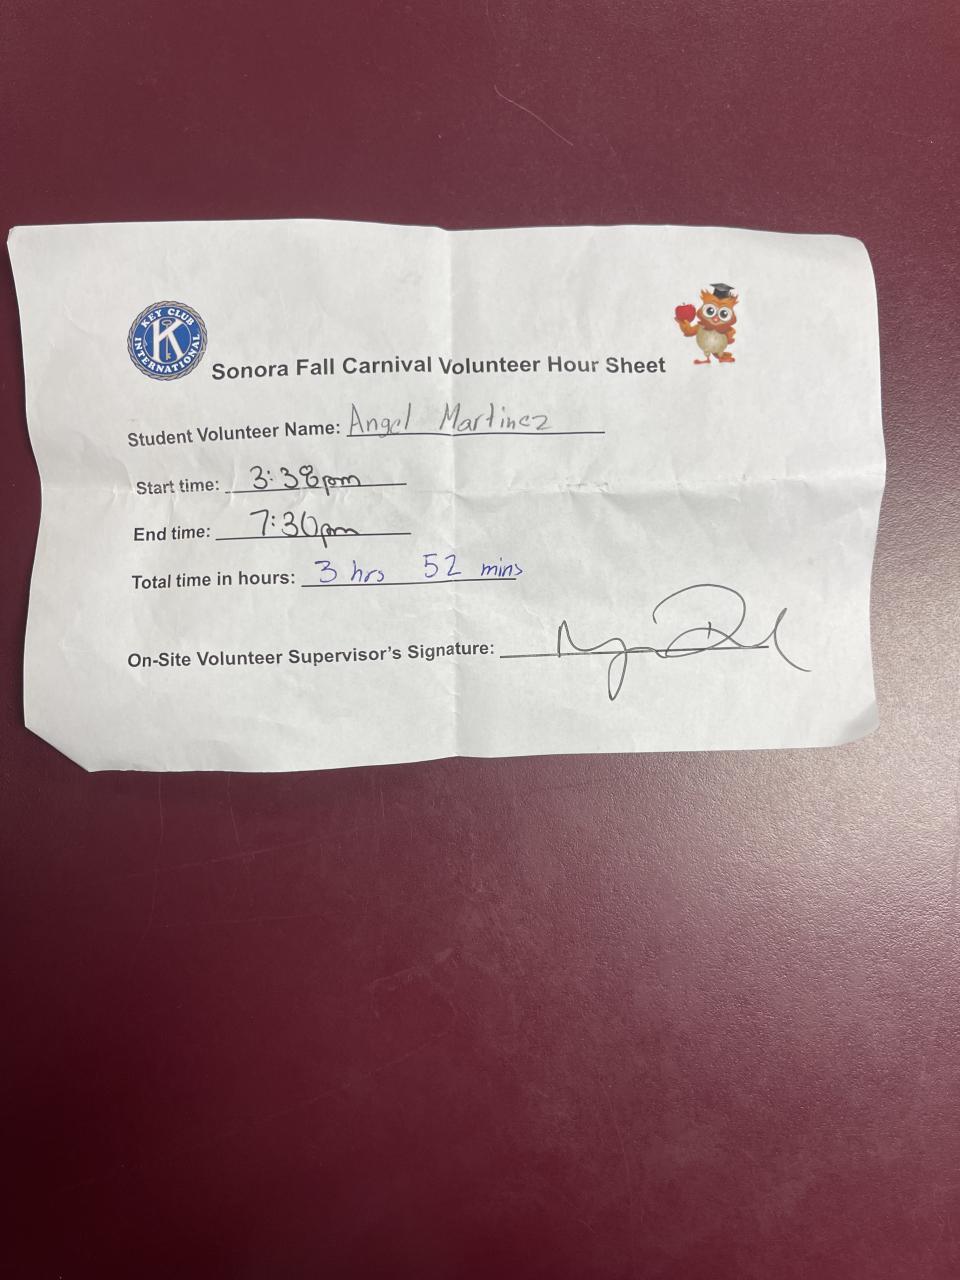 KEY CLUB INTERNATIONAL
K
Sonora Fall Carnival Volunteer Hour Sheet
Student Volunteer Name: Angel Martinez
Start time: 3:38pm
End time: 7:30pm
Total time in hours: 3 hrs 52 mins
On-Site Volunteer Supervisor's Signature: